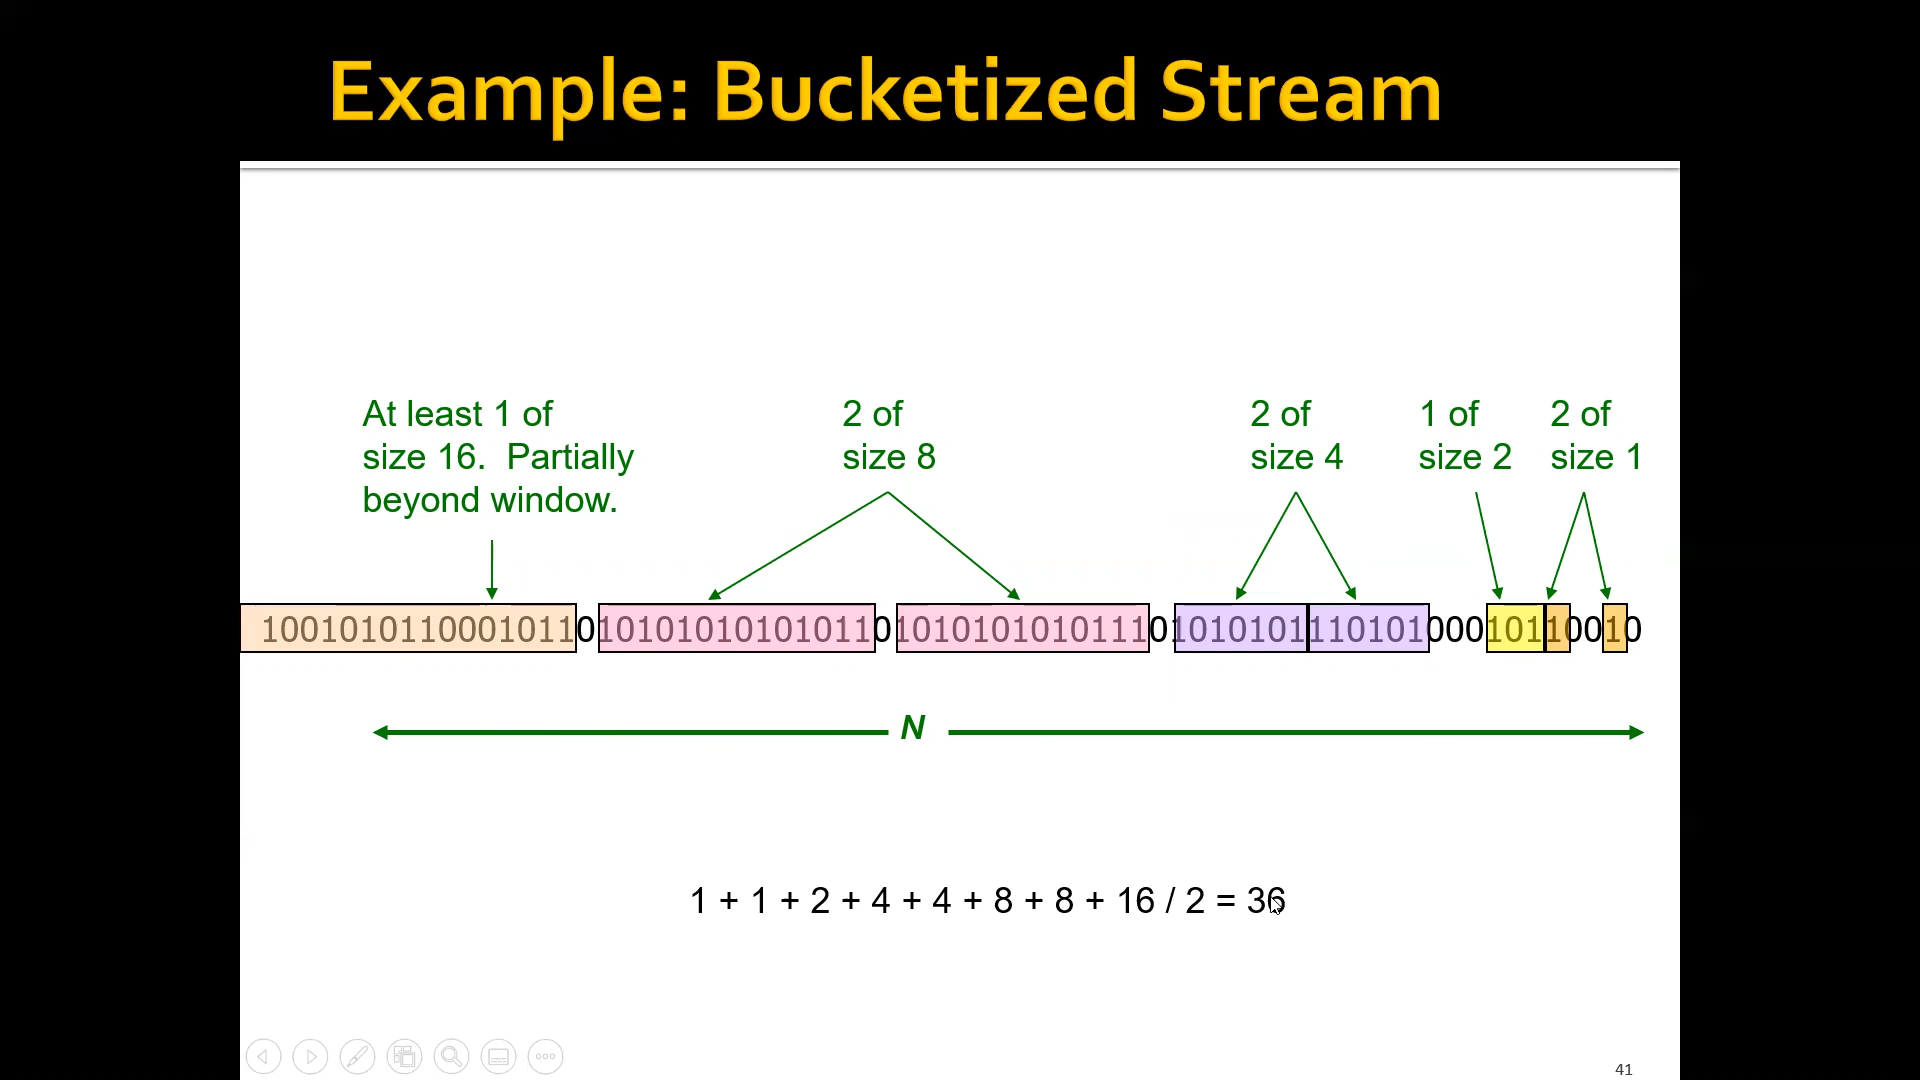 Example: Bucketized Stream
At least 1 of
size 16. Partially
beyond window.
2 of
size 8
2 of
size 4
1 of
size 2
2 of
size 1
1001010110001011010101010101011010101010101110101010111010100010110010
N
1 + 1 + 2 + 4 + 4 + 8 + 8 + 16 / 2 = 36
41